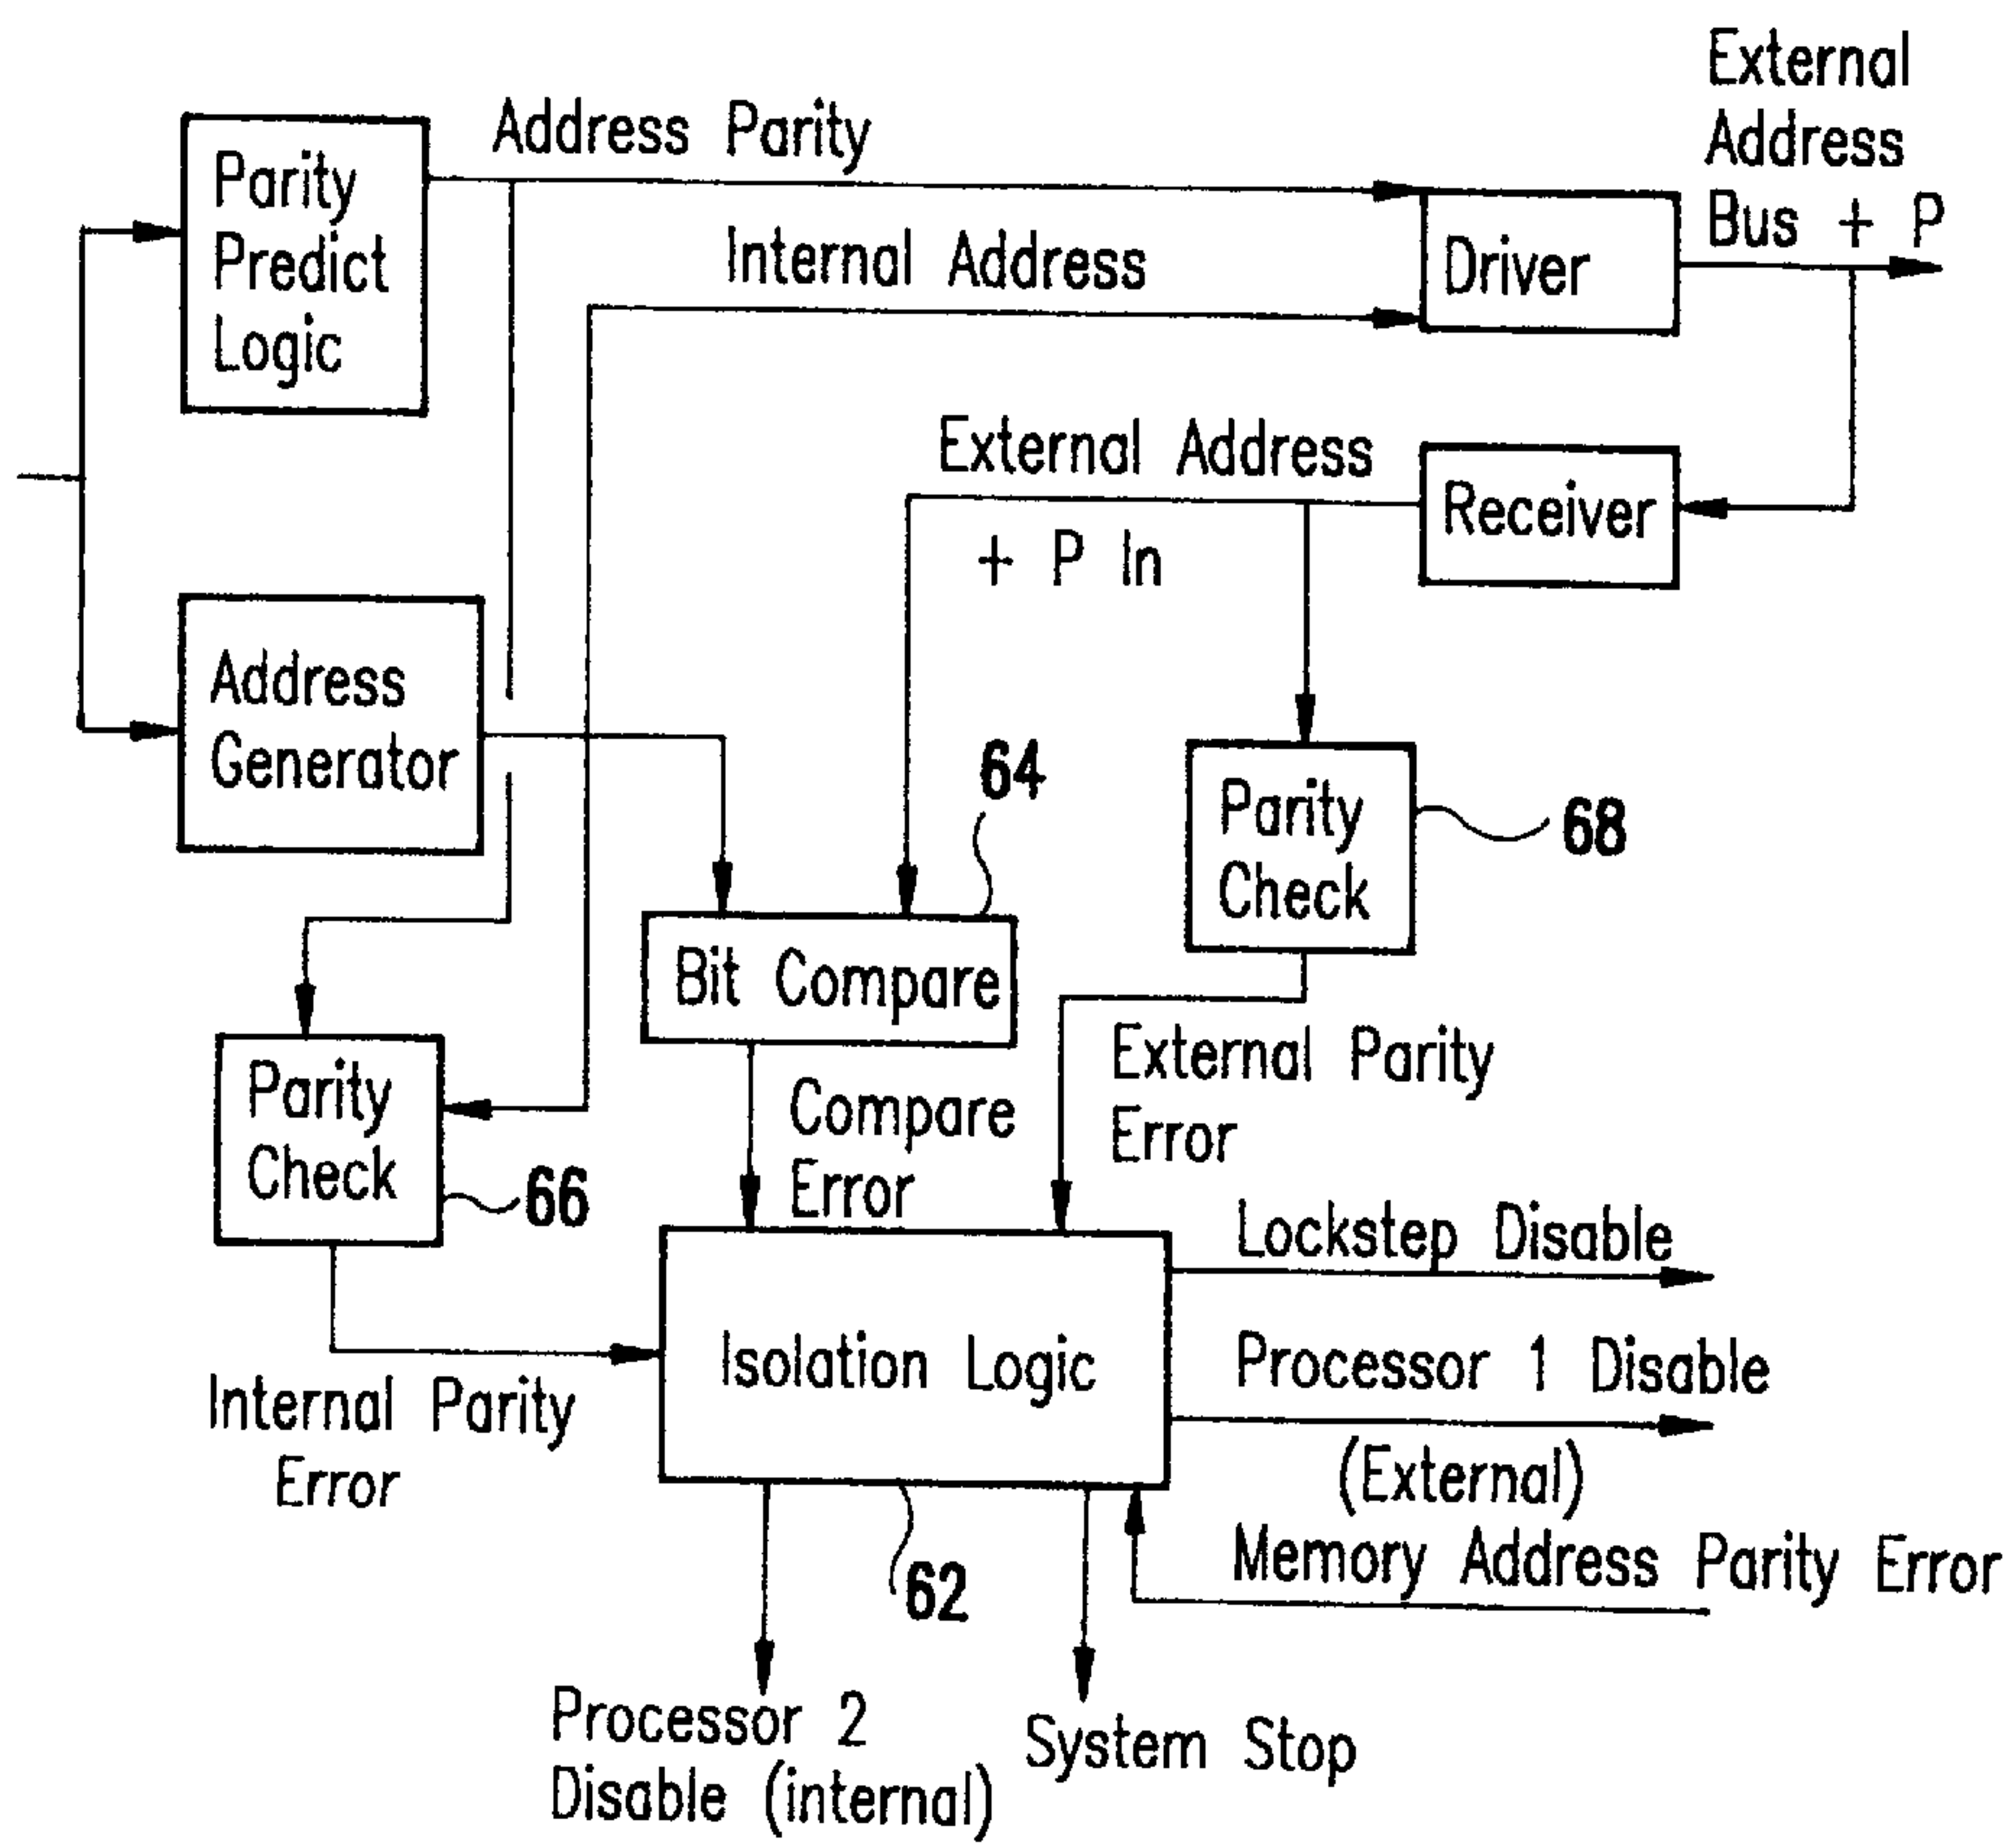 External
Address
Bus + P
Address Parity
Parity
Predict
Logic
Internal Address
Driver
External Address
+ P In
Receiver
Address
Generator
64
Parity
Check
68
Bit Compare
Parity
Check
66
Compare
Error
External Parity
Error
Lockstep Disable
Isolation Logic
Processor 1 Disable
(External)
Internal Parity
Error
Memory Address Parity Error
62
Processor 2
Disable (internal)
System Stop